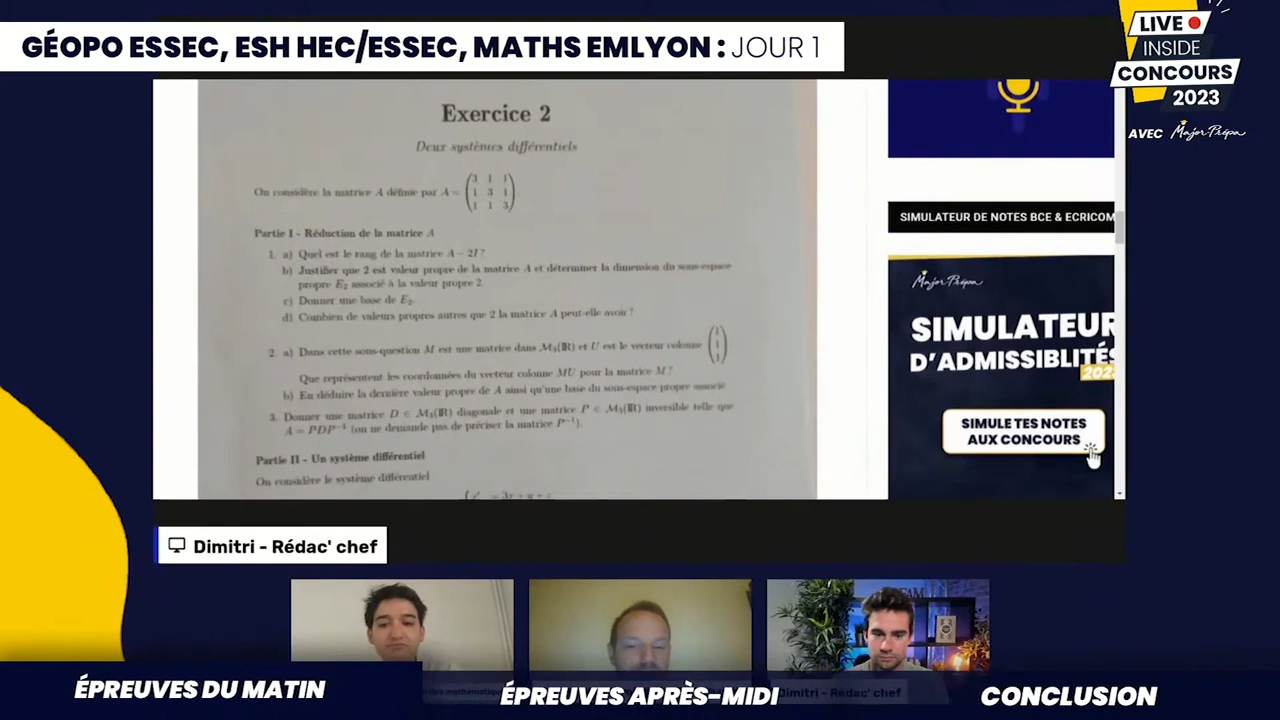 GÉOPO ESSEC, ESH HEC/ESSEC, MATHS EMLYON : JOUR 1
LIVE
INSIDE
CONCOURS
2023
AVEC Major Prépa
Exercice 2
Deux systèmes différentiels
On considère la matrice A définie par A = (3 1 1
1 3 1
1 1 3)
Partie I - Réduction de la matrice A
1. a) Quel est le rang de la matrice A − 2I ?
b) Justifier que 2 est valeur propre de la matrice A et déterminer la dimension du sous-espace
propre E₂ associé à la valeur propre 2.
c) Donner une base de E₂.
d) Combien de valeurs propres autres que 2 la matrice A peut-elle avoir ?
2. a) Dans cette sous-question M est une matrice dans M₃(ℝ) et U est le vecteur colonne (1
1
1)
Que représentent les coordonnées du vecteur colonne MU pour la matrice M ?
b) En déduire la dernière valeur propre de A ainsi qu'une base du sous-espace propre associé
3. Donner une matrice D ∈ M₃(ℝ) diagonale et une matrice P ∈ M₃(ℝ) inversible telle que
A = PDP⁻¹ (on ne demande pas de préciser la matrice P⁻¹).
Partie II - Un système différentiel
On considère le système différentiel
SIMULATEUR DE NOTES BCE & ECRICOM
Major Prépa
SIMULATEUR
D'ADMISSIBLITÉS
202
SIMULE TES NOTES
AUX CONCOURS
Dimitri - Rédac' chef
Dimitri - Rédac' chef
ÉPREUVES DU MATIN
ÉPREUVES APRÈS-MIDI
CONCLUSION